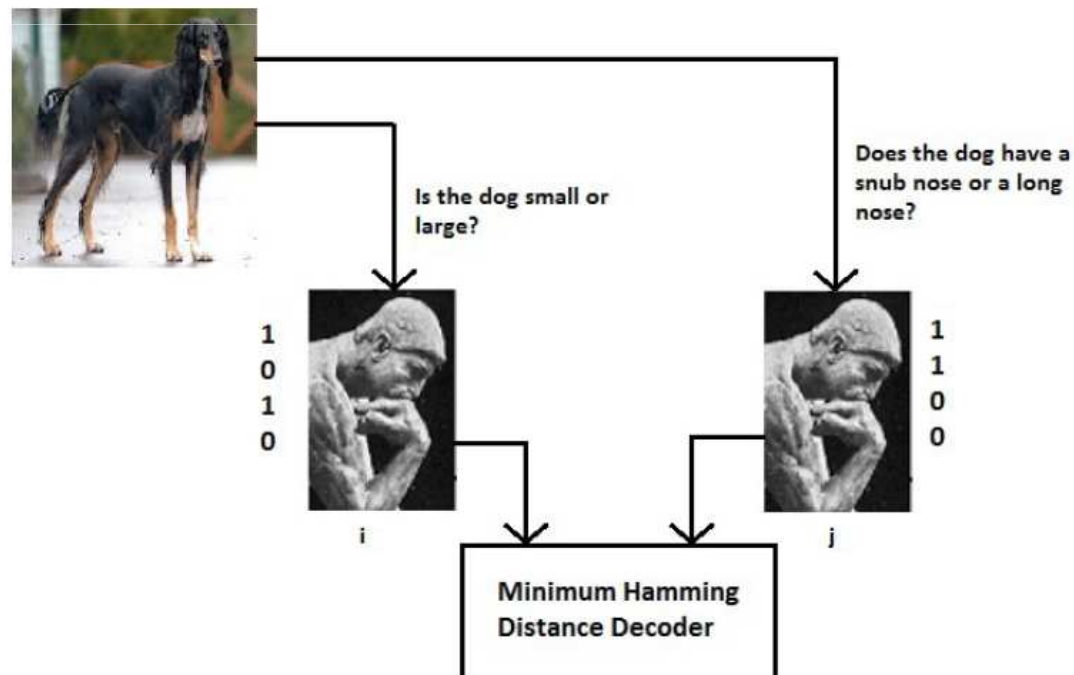 Is the dog small or
large?
Does the dog have a
snub nose or a long
nose?
1
0
1
0
1
1
0
0
i
j
Minimum Hamming
Distance Decoder